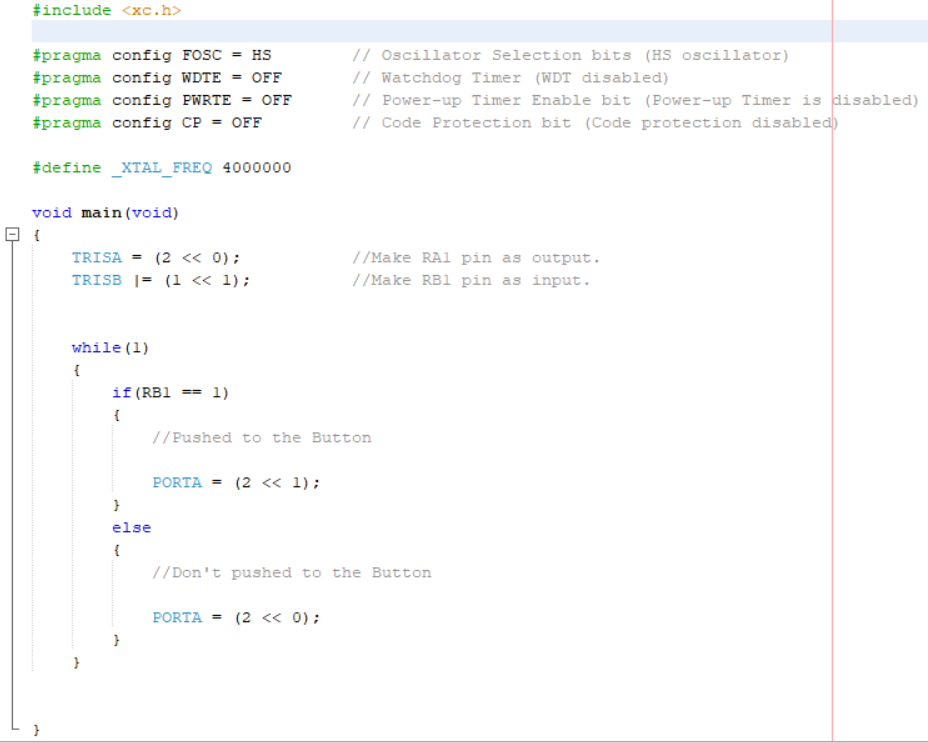 #include <xc.h>
#pragma config FOSC = HS // Oscillator Selection bits (HS oscillator)
#pragma config WDTE = OFF // Watchdog Timer (WDT disabled)
#pragma config PWRTE = OFF // Power-up Timer Enable bit (Power-up Timer is disabled)
#pragma config CP = OFF // Code Protection bit (Code protection disabled)
#define _XTAL_FREQ 4000000
void main(void)
{
TRISA = (2 << 0); //Make RA1 pin as output.
TRISB |= (1 << 1); //Make RB1 pin as input.
while(1)
{
if(RB1 == 1)
{
//Pushed to the Button
PORTA = (2 << 1);
}
else
{
//Don't pushed to the Button
PORTA = (2 << 0);
}
}
}